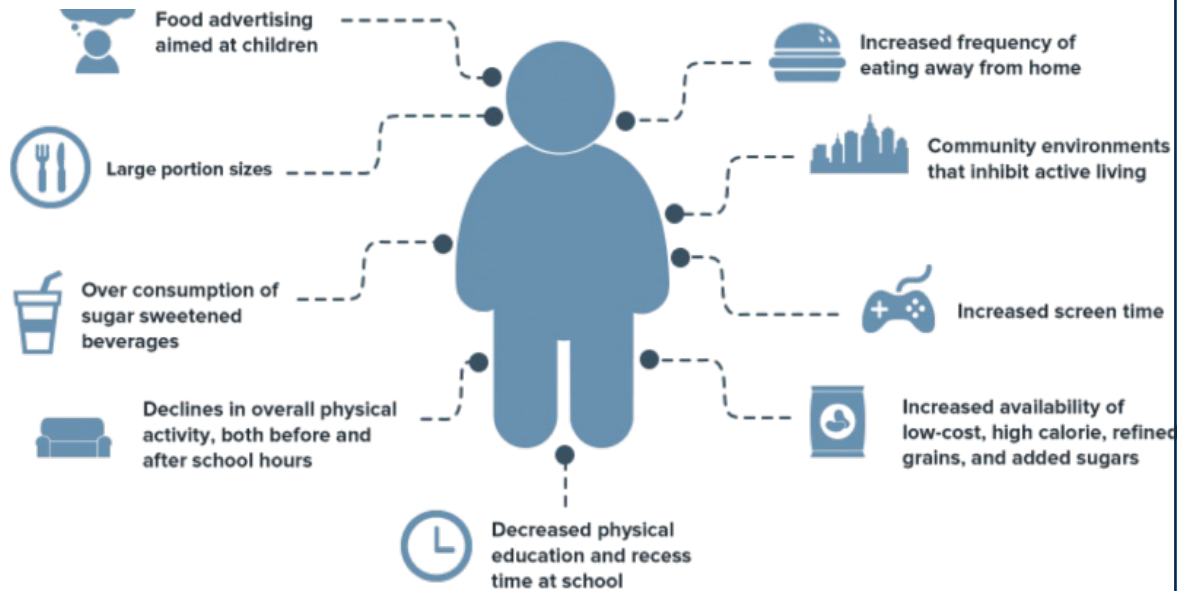 Food advertising
aimed at children
Increased frequency of
eating away from home
Large portion sizes
Community environments
that inhibit active living
Over consumption of
sugar sweetened
beverages
Increased screen time
Declines in overall physical
activity, both before and
after school hours
Increased availability of
low-cost, high calorie, refined
grains, and added sugars
Decreased physical
education and recess
time at school